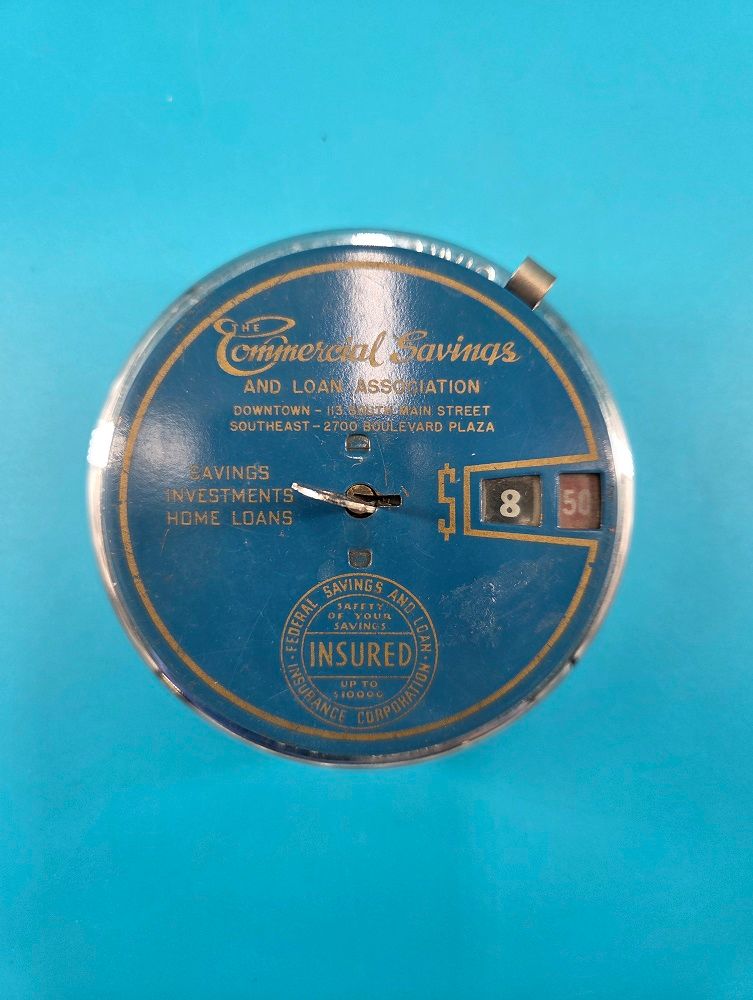 THE
Commercial Savings
AND LOAN ASSOCIATION
DOWNTOWN - 113 SOUTH MAIN STREET
SOUTHEAST - 2700 BOULEVARD PLAZA
SAVINGS
INVESTMENTS
HOME LOANS
$ 8 50
FEDERAL SAVINGS AND LOAN
INSURANCE CORPORATION
SAFETY
OF YOUR
SAVINGS
INSURED
UP TO
$10000